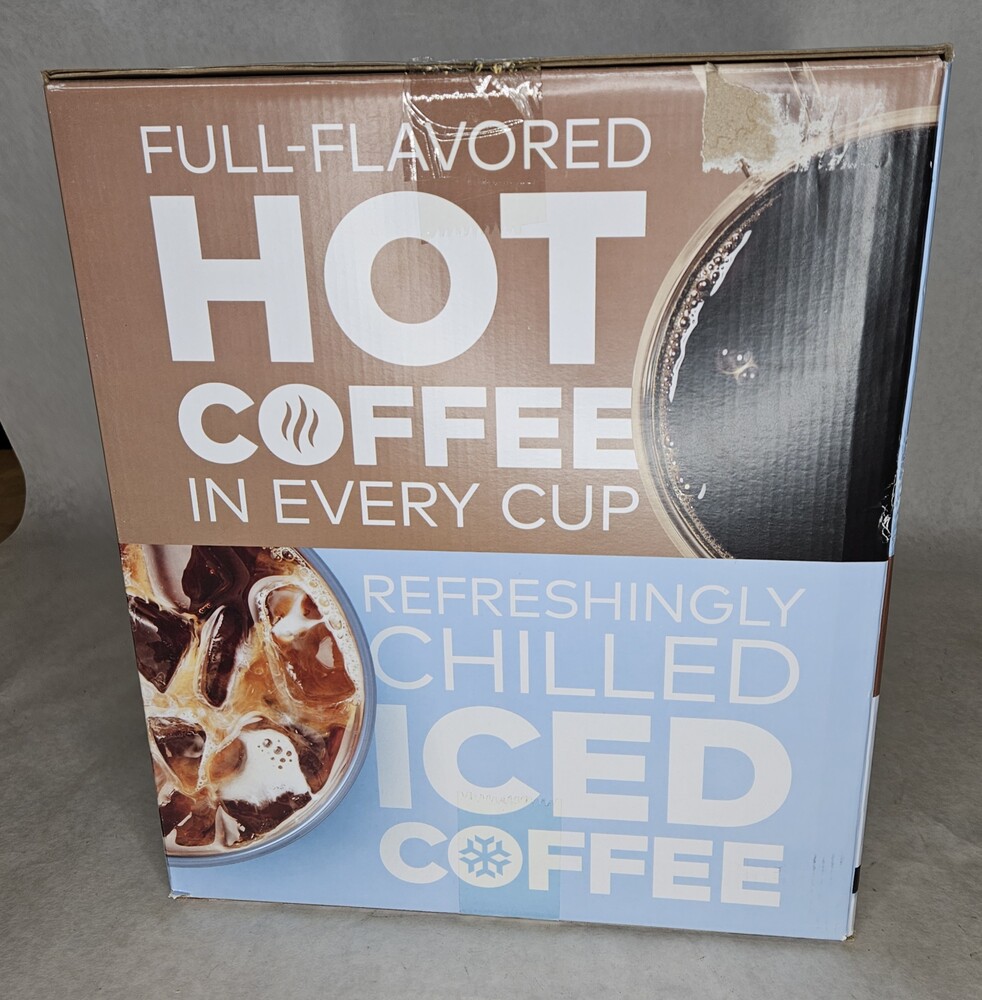 FULL-FLAVORED
HOT
COFFEE
IN EVERY CUP
REFRESHINGLY
CHILLED
ICED
COFFEE